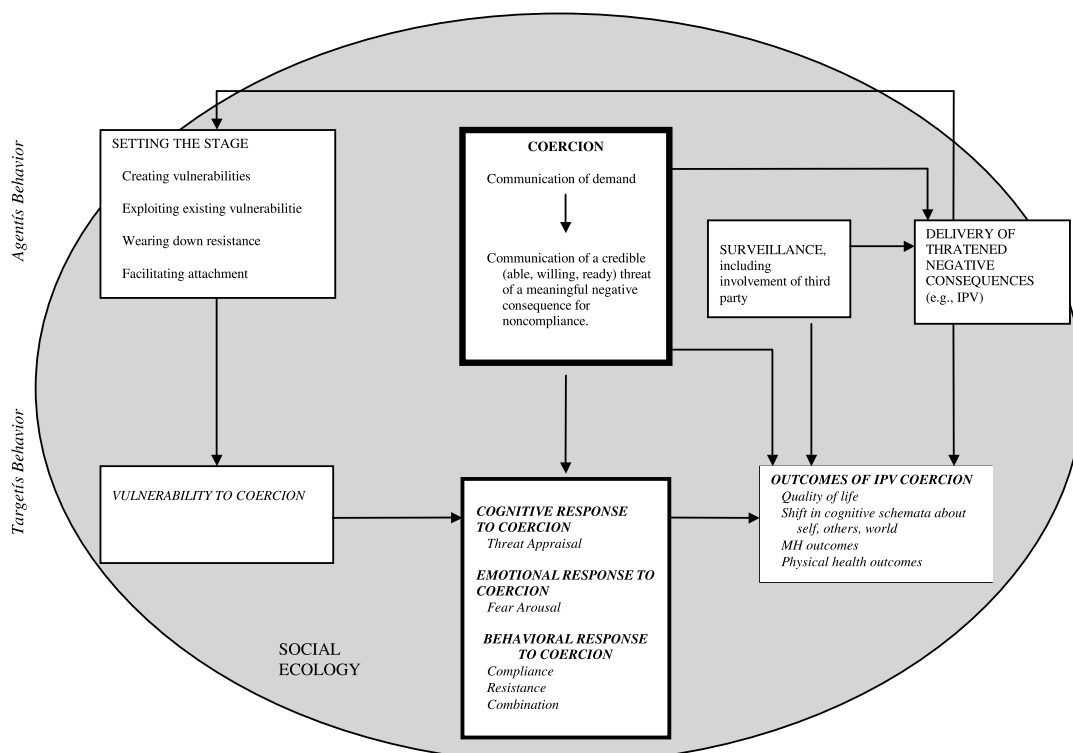 Agentís Behavior
SETTING THE STAGE
Creating vulnerabilities
Exploiting existing vulnerabilitie
Wearing down resistance
Facilitating attachment
COERCION
Communication of demand
Communication of a credible
(able, willing, ready) threat
of a meaningful negative
consequence for
noncompliance.
SURVEILLANCE,
including
involvement of third
party
DELIVERY OF
THRATENED
NEGATIVE
CONSEQUENCES
(e.g., IPV)
Targetís Behavior
VULNERABILITY TO COERCION
COGNITIVE RESPONSE
TO COERCION
Threat Appraisal
EMOTIONAL RESPONSE TO
COERCION
Fear Arousal
BEHAVIORAL RESPONSE
TO COERCION
Compliance
Resistance
Combination
OUTCOMES OF IPV COERCION
Quality of life
Shift in cognitive schemata about
self, others, world
MH outcomes
Physical health outcomes
SOCIAL
ECOLOGY